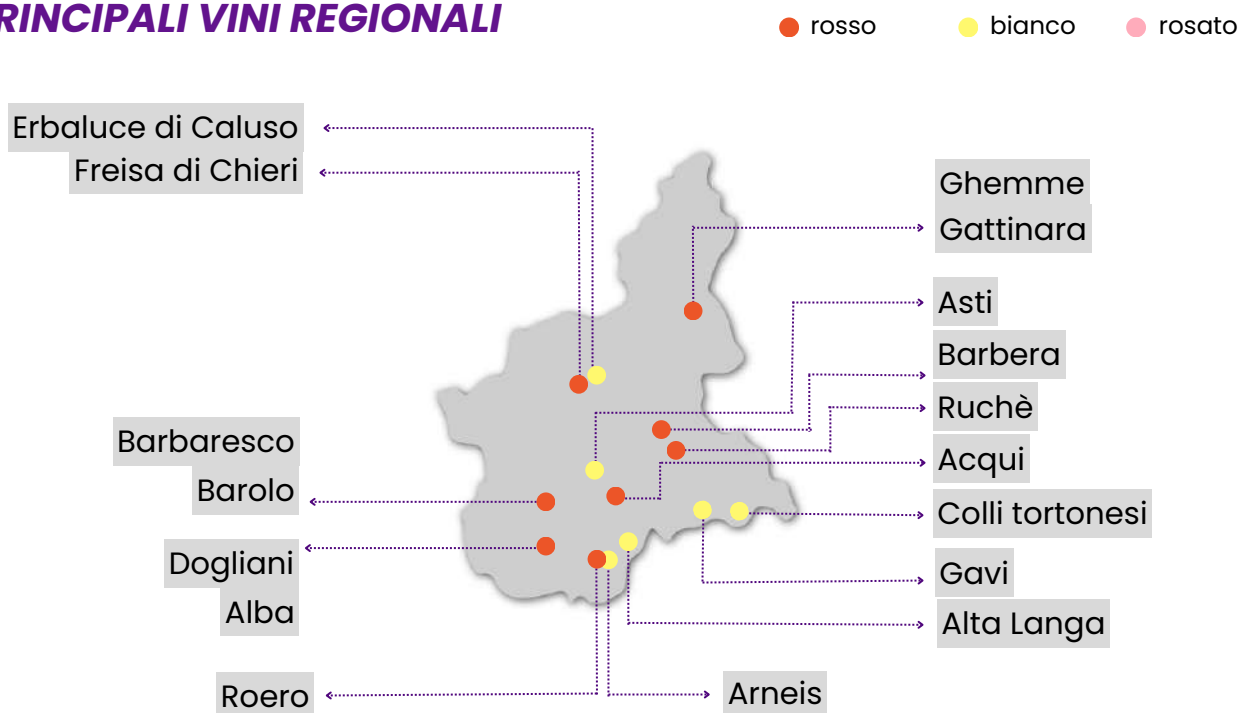 RINCIPALI VINI REGIONALI
rosso
bianco
rosato
Erbaluce di Caluso
Freisa di Chieri
Ghemme
Gattinara
Asti
Barbera
Ruchè
Acqui
Colli tortonesi
Gavi
Alta Langa
Barbaresco
Barolo
Dogliani
Alba
Roero
Arneis